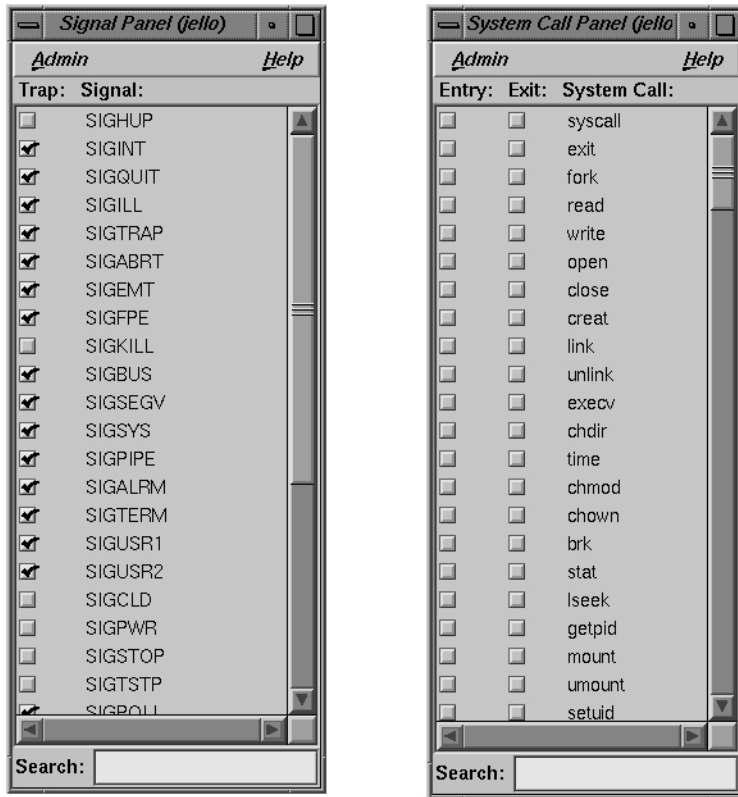 Signal Panel (jello)
Admin Help
Trap: Signal:
SIGHUP
SIGINT
SIGQUIT
SIGILL
SIGTRAP
SIGABRT
SIGEMT
SIGFPE
SIGKILL
SIGBUS
SIGSEGV
SIGSYS
SIGPIPE
SIGALRM
SIGTERM
SIGUSR1
SIGUSR2
SIGCLD
SIGPWR
SIGSTOP
SIGTSTP
SIGPOLL
Search:
System Call Panel (jello
Admin Help
Entry: Exit: System Call:
syscall
exit
fork
read
write
open
close
creat
link
unlink
execv
chdir
time
chmod
chown
brk
stat
lseek
getpid
mount
umount
setuid
Search: